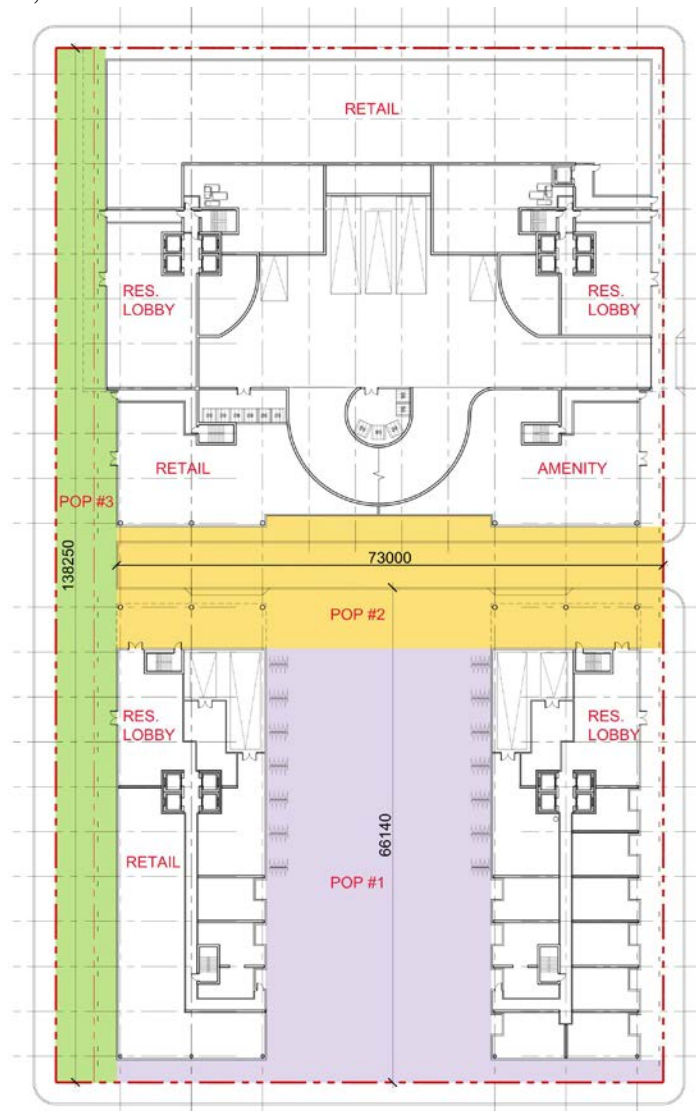 RETAIL
RES.
LOBBY
RES.
LOBBY
RETAIL
AMENITY
POP #3
138250
73000
POP #2
RES.
LOBBY
RES.
LOBBY
66140
RETAIL
POP #1